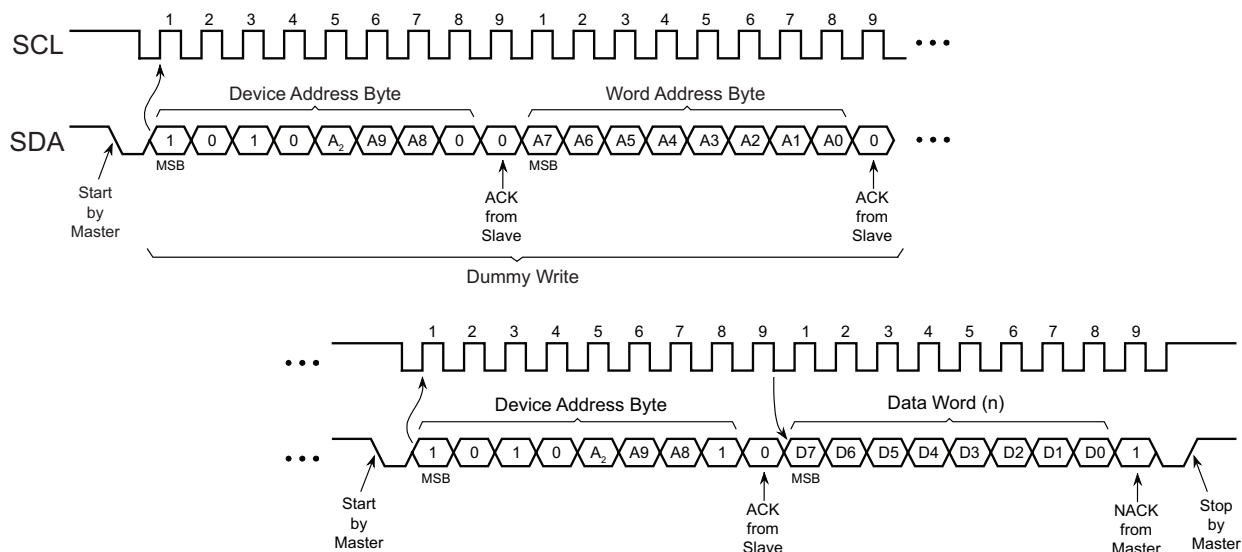 1 2 3 4 5 6 7 8 9 1 2 3 4 5 6 7 8 9
SCL
Device Address Byte Word Address Byte
SDA 1 0 1 0 A2 A9 A8 0 0 A7 A6 A5 A4 A3 A2 A1 A0 0
MSB MSB
Start
by
Master
ACK
from
Slave
ACK
from
Slave
Dummy Write
1 2 3 4 5 6 7 8 9 1 2 3 4 5 6 7 8 9
Device Address Byte Data Word (n)
1 0 1 0 A2 A9 A8 1 0 D7 D6 D5 D4 D3 D2 D1 D0 1
MSB MSB
Start
by
Master
ACK
from
Slave
NACK
from
Master
Stop
by
Master